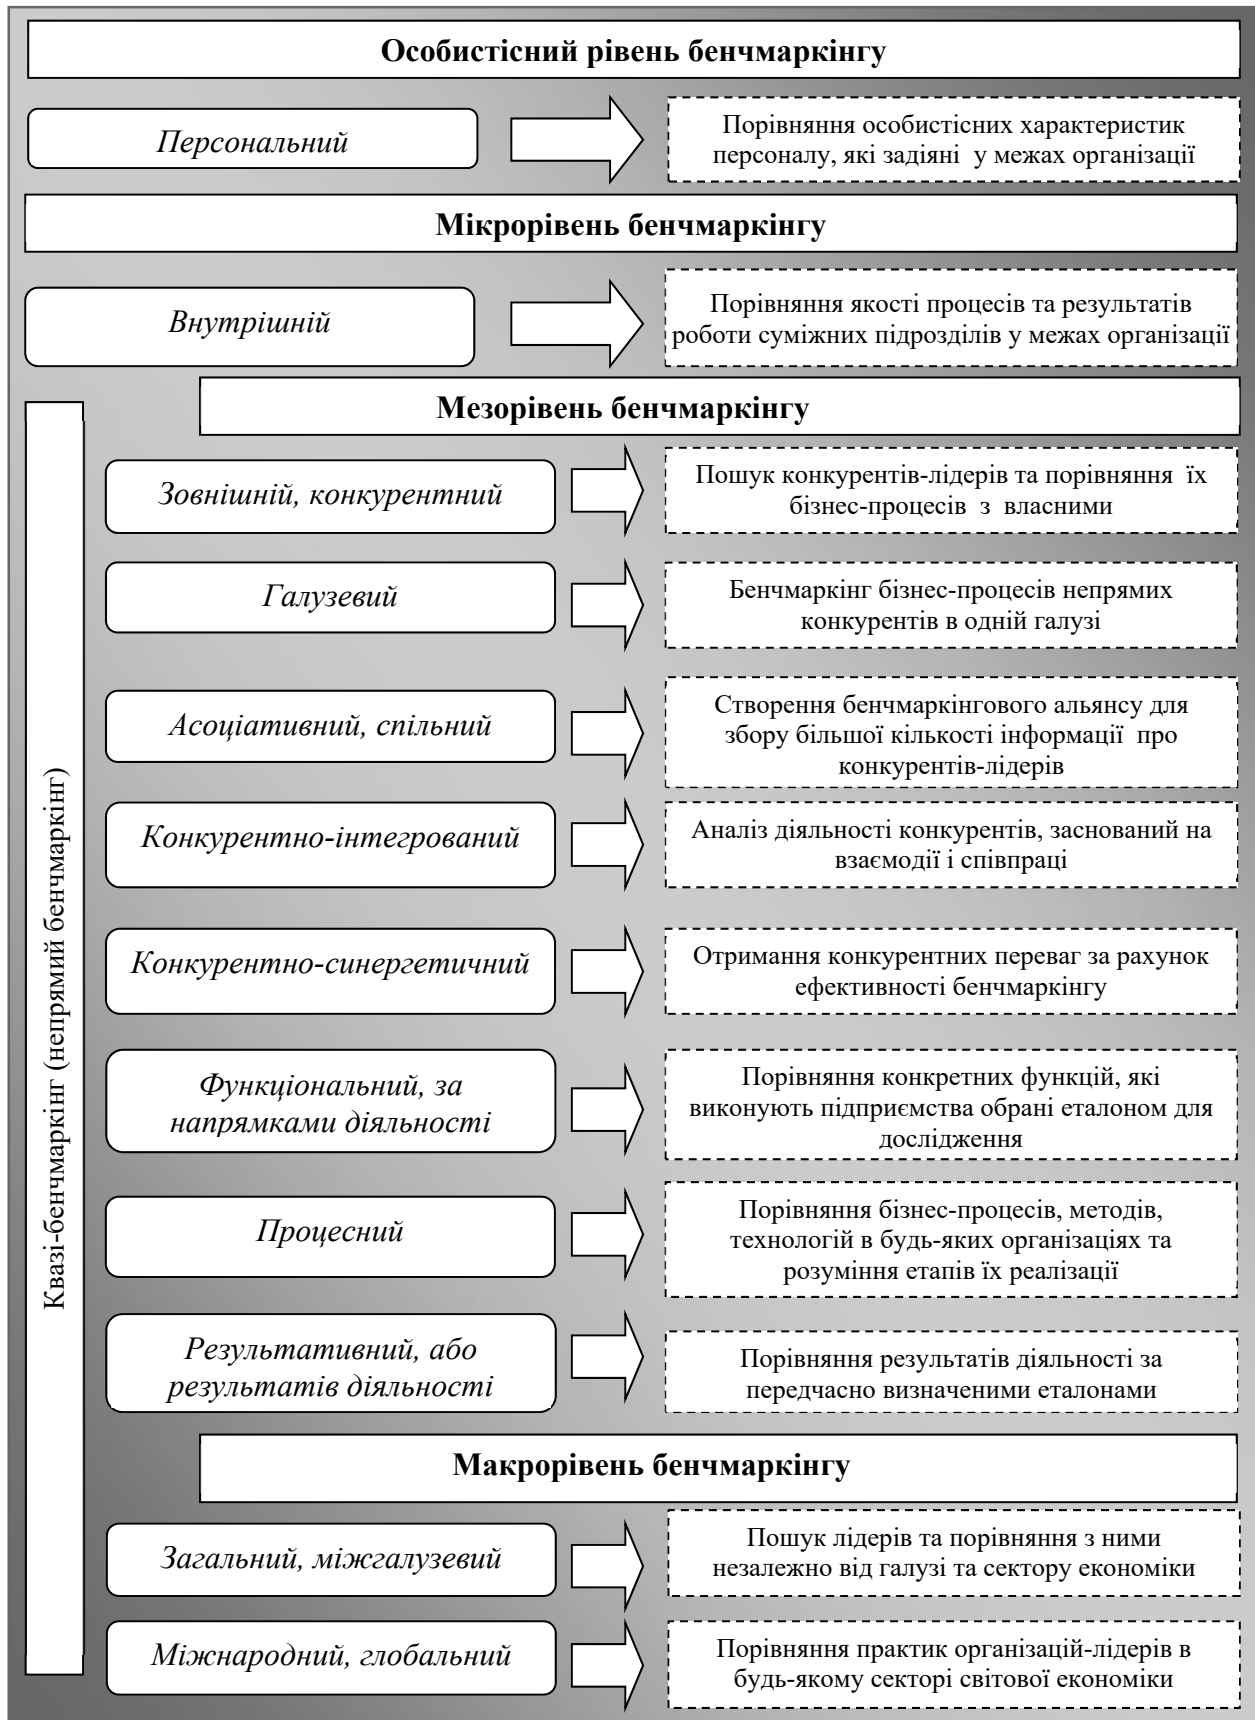 Особистісний рівень бенчмаркінгу
Персональний
Порівняння особистісних характеристик
персоналу, які задіяні у межах організації
Мікрорівень бенчмаркінгу
Внутрішній
Порівняння якості процесів та результатів
роботи суміжних підрозділів у межах організації
Квазі-бенчмаркінг (непрямий бенчмаркінг)
Мезорівень бенчмаркінгу
Зовнішній, конкурентний
Пошук конкурентів-лідерів та порівняння їх
бізнес-процесів з власними
Галузевий
Бенчмаркінг бізнес-процесів непрямих
конкурентів в одній галузі
Асоціативний, спільний
Створення бенчмаркінгового альянсу для
збору більшої кількості інформації про
конкурентів-лідерів
Конкурентно-інтегрований
Аналіз діяльності конкурентів, заснований на
взаємодії і співпраці
Конкурентно-синергетичний
Отримання конкурентних переваг за рахунок
ефективності бенчмаркінгу
Функціональний, за
напрямками діяльності
Порівняння конкретних функцій, які
виконують підприємства обрані еталоном для
дослідження
Процесний
Порівняння бізнес-процесів, методів,
технологій в будь-яких організаціях та
розуміння етапів їх реалізації
Результативний, або
результатів діяльності
Порівняння результатів діяльності за
передчасно визначеними еталонами
Макрорівень бенчмаркінгу
Загальний, міжгалузевий
Пошук лідерів та порівняння з ними
незалежно від галузі та сектору економіки
Міжнародний, глобальний
Порівняння практик організацій-лідерів в
будь-якому секторі світової економіки